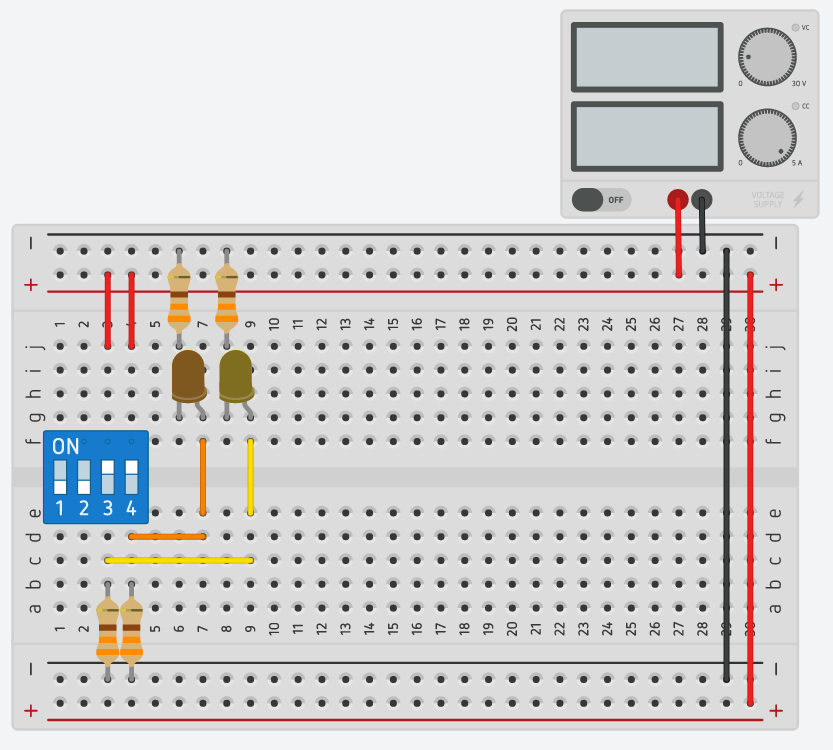 VC
0 30 V
CC
0 5 A
OFF
VOLTAGE
SUPPLY
− −
+ +
1 2 3 4 5 6 7 8 9 10 11 12 13 14 15 16 17 18 19 20 21 22 23 24 25 26 27 28 29 30
j j
i i
h h
g g
f f
ON
1 2 3 4
e e
d d
c c
b b
a a
1 2 3 4 5 6 7 8 9 10 11 12 13 14 15 16 17 18 19 20 21 22 23 24 25 26 27 28 29 30
− −
+ +